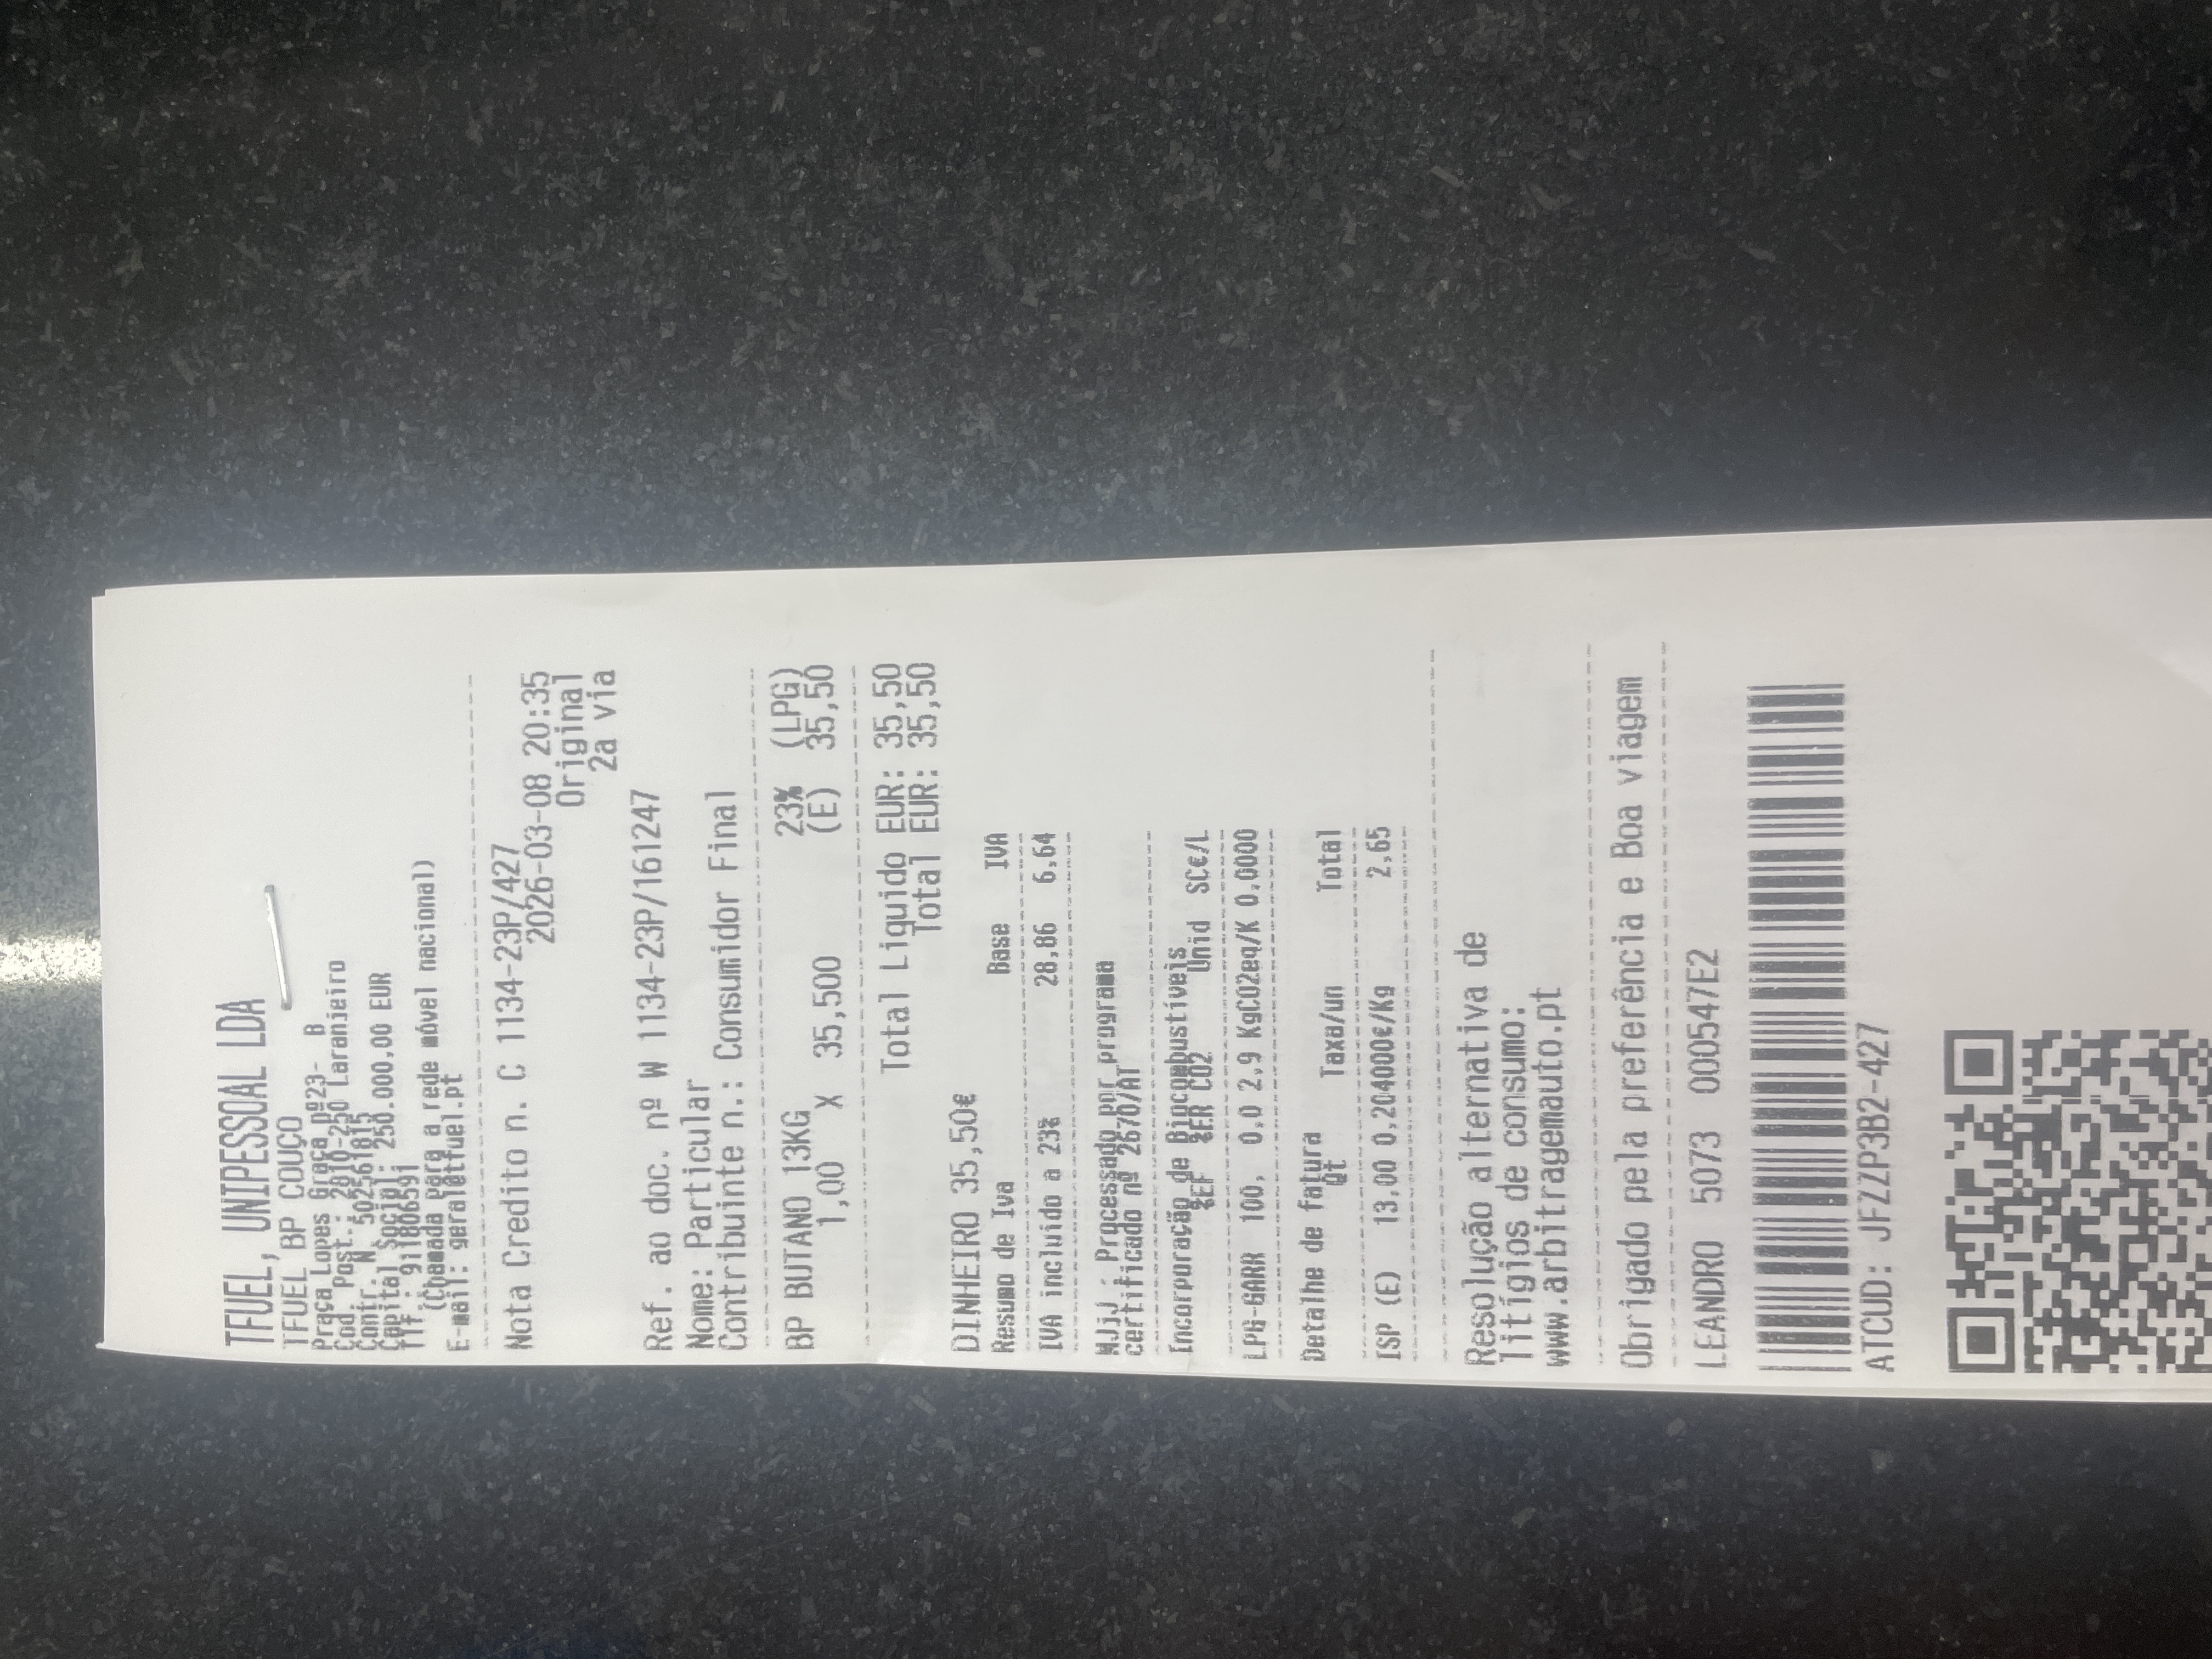 TFUEL, UNIPESSOAL LDA
TFUEL BP COUÇO
Praça Lopes Graça nº23- B
Cod. Post.: 2810-250 Laranjeiro
Contr. N. 502561815
Capital Social: 250.000,00 EUR
Tlf. 911806591
(Chamada para a rede móvel nacional)
E-mail: geral@tfuel.pt
Nota Credito n. C 1134-23P/427
2026-03-08 20:35
Original
2a via
Ref. ao doc. nº W 1134-23P/161247
Nome: Particular
Contribuinte n.: Consumidor Final
BP BUTANO 13KG 23% (LPG)
1,00 X 35,500 (E) 35,50
Total Liquido EUR: 35,50
Total EUR: 35,50
DINHEIRO 35,50€
Resumo de Iva Base IVA
IVA incluído a 23% 28,86 6,64
Processado por programa
certificado nº 2670/AT
Incorporação de Biocombustíveis
%EF %ER CO2 Unid SC€/L
LPG-GARR 100, 0,0 2,9 KgCO2eq/K 0,0000
Detalhe de fatura
Qt Taxa/un Total
ISP (E) 13,00 0,204000€/Kg 2,65
Resolução alternativa de
litígios de consumo:
www.arbitragemauto.pt
Obrigado pela preferência e Boa viagem
LEANDRO 5073 000547E2
ATCUD: JFZZP3B2-427